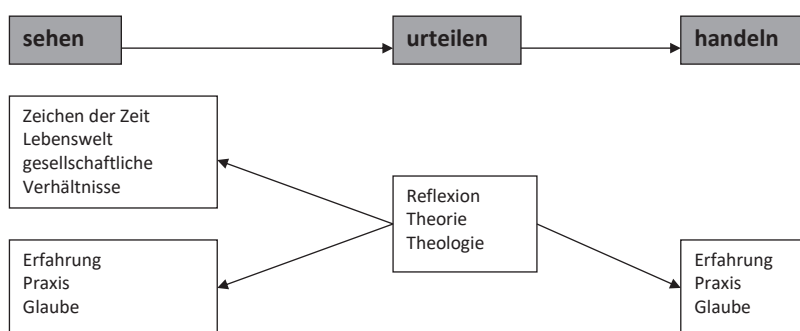 sehen
urteilen
handeln
Zeichen der Zeit
Lebenswelt
gesellschaftliche
Verhältnisse
Reflexion
Theorie
Theologie
Erfahrung
Praxis
Glaube
Erfahrung
Praxis
Glaube